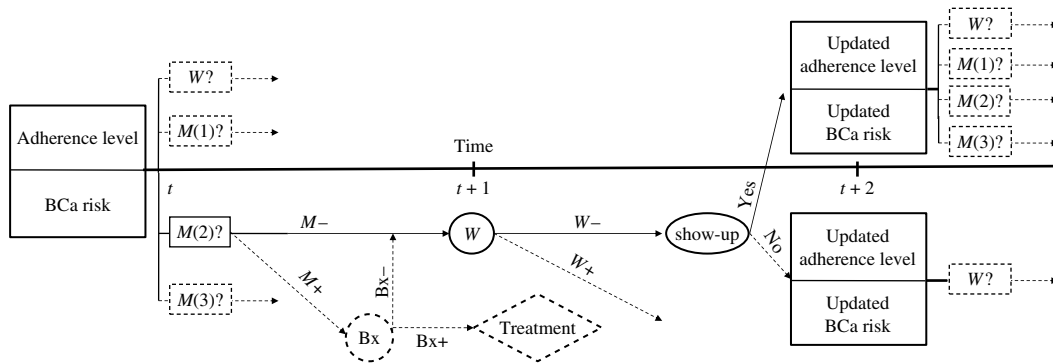 W?
M(1)?
Adherence level
BCa risk
t
M(2)?
M(3)?
M−
M+
Bx−
Bx
Bx+
Treatment
Time
t + 1
W
W−
W+
show-up
Yes
No
Updated
adherence level
Updated
BCa risk
t + 2
W?
M(1)?
M(2)?
M(3)?
Updated
adherence level
Updated
BCa risk
W?